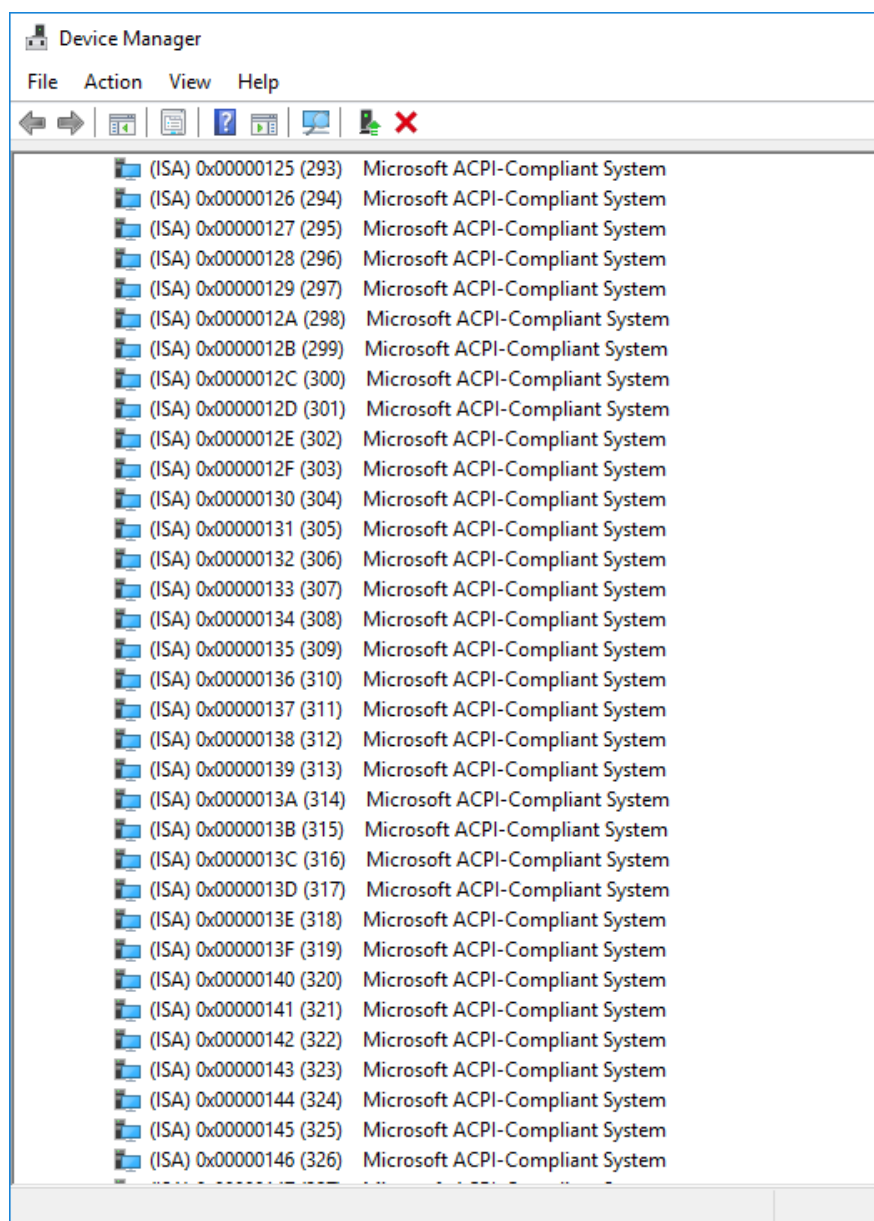 Device Manager
File Action View Help
(ISA) 0x00000125 (293) Microsoft ACPI-Compliant System
(ISA) 0x00000126 (294) Microsoft ACPI-Compliant System
(ISA) 0x00000127 (295) Microsoft ACPI-Compliant System
(ISA) 0x00000128 (296) Microsoft ACPI-Compliant System
(ISA) 0x00000129 (297) Microsoft ACPI-Compliant System
(ISA) 0x0000012A (298) Microsoft ACPI-Compliant System
(ISA) 0x0000012B (299) Microsoft ACPI-Compliant System
(ISA) 0x0000012C (300) Microsoft ACPI-Compliant System
(ISA) 0x0000012D (301) Microsoft ACPI-Compliant System
(ISA) 0x0000012E (302) Microsoft ACPI-Compliant System
(ISA) 0x0000012F (303) Microsoft ACPI-Compliant System
(ISA) 0x00000130 (304) Microsoft ACPI-Compliant System
(ISA) 0x00000131 (305) Microsoft ACPI-Compliant System
(ISA) 0x00000132 (306) Microsoft ACPI-Compliant System
(ISA) 0x00000133 (307) Microsoft ACPI-Compliant System
(ISA) 0x00000134 (308) Microsoft ACPI-Compliant System
(ISA) 0x00000135 (309) Microsoft ACPI-Compliant System
(ISA) 0x00000136 (310) Microsoft ACPI-Compliant System
(ISA) 0x00000137 (311) Microsoft ACPI-Compliant System
(ISA) 0x00000138 (312) Microsoft ACPI-Compliant System
(ISA) 0x00000139 (313) Microsoft ACPI-Compliant System
(ISA) 0x0000013A (314) Microsoft ACPI-Compliant System
(ISA) 0x0000013B (315) Microsoft ACPI-Compliant System
(ISA) 0x0000013C (316) Microsoft ACPI-Compliant System
(ISA) 0x0000013D (317) Microsoft ACPI-Compliant System
(ISA) 0x0000013E (318) Microsoft ACPI-Compliant System
(ISA) 0x0000013F (319) Microsoft ACPI-Compliant System
(ISA) 0x00000140 (320) Microsoft ACPI-Compliant System
(ISA) 0x00000141 (321) Microsoft ACPI-Compliant System
(ISA) 0x00000142 (322) Microsoft ACPI-Compliant System
(ISA) 0x00000143 (323) Microsoft ACPI-Compliant System
(ISA) 0x00000144 (324) Microsoft ACPI-Compliant System
(ISA) 0x00000145 (325) Microsoft ACPI-Compliant System
(ISA) 0x00000146 (326) Microsoft ACPI-Compliant System